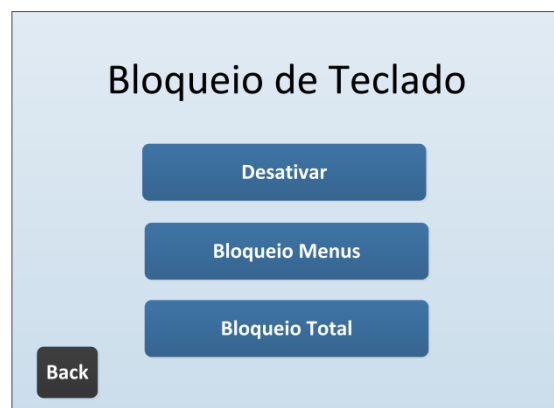 Bloqueio de Teclado
Desativar
Bloqueio Menus
Bloqueio Total
Back